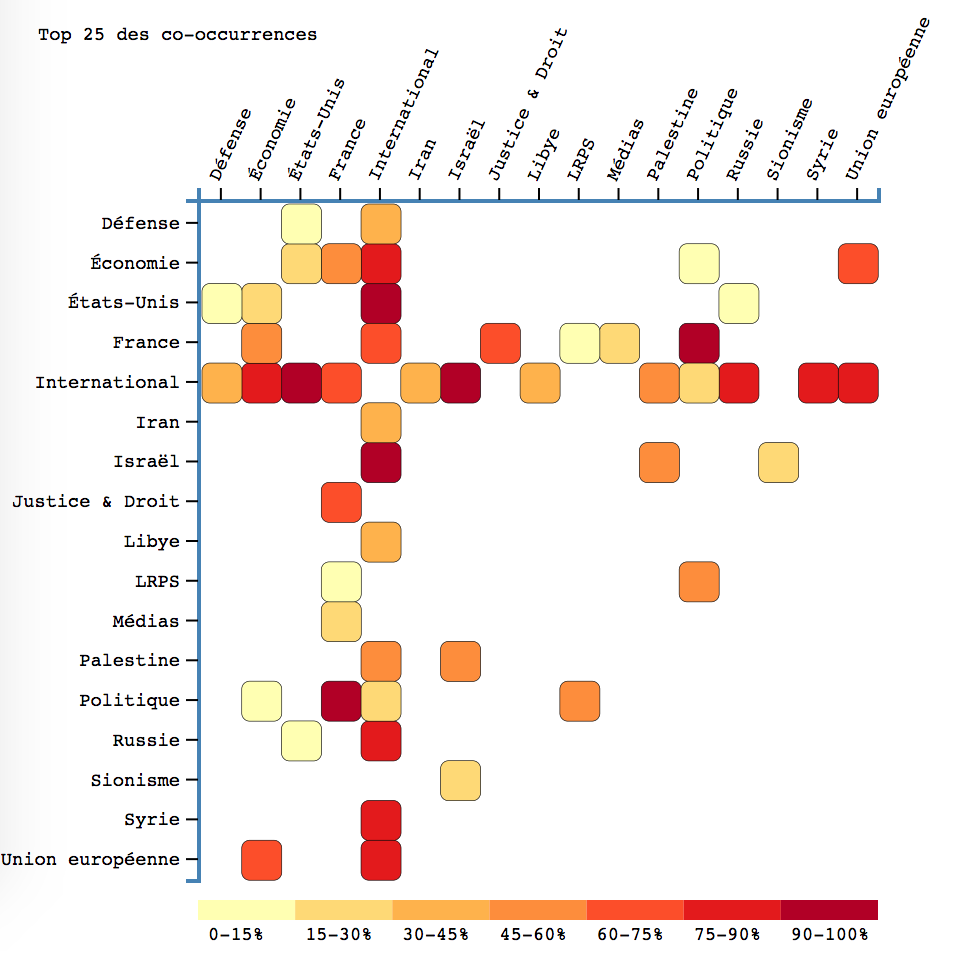 Top 25 des co-occurrences
Défense
Économie
États-Unis
France
International
Iran
Israël
Justice & Droit
Libye
LRPS
Médias
Palestine
Politique
Russie
Sionisme
Syrie
Union européenne
Défense
Économie
États-Unis
France
International
Iran
Israël
Justice & Droit
Libye
LRPS
Médias
Palestine
Politique
Russie
Sionisme
Syrie
Union européenne
0-15% 15-30% 30-45% 45-60% 60-75% 75-90% 90-100%